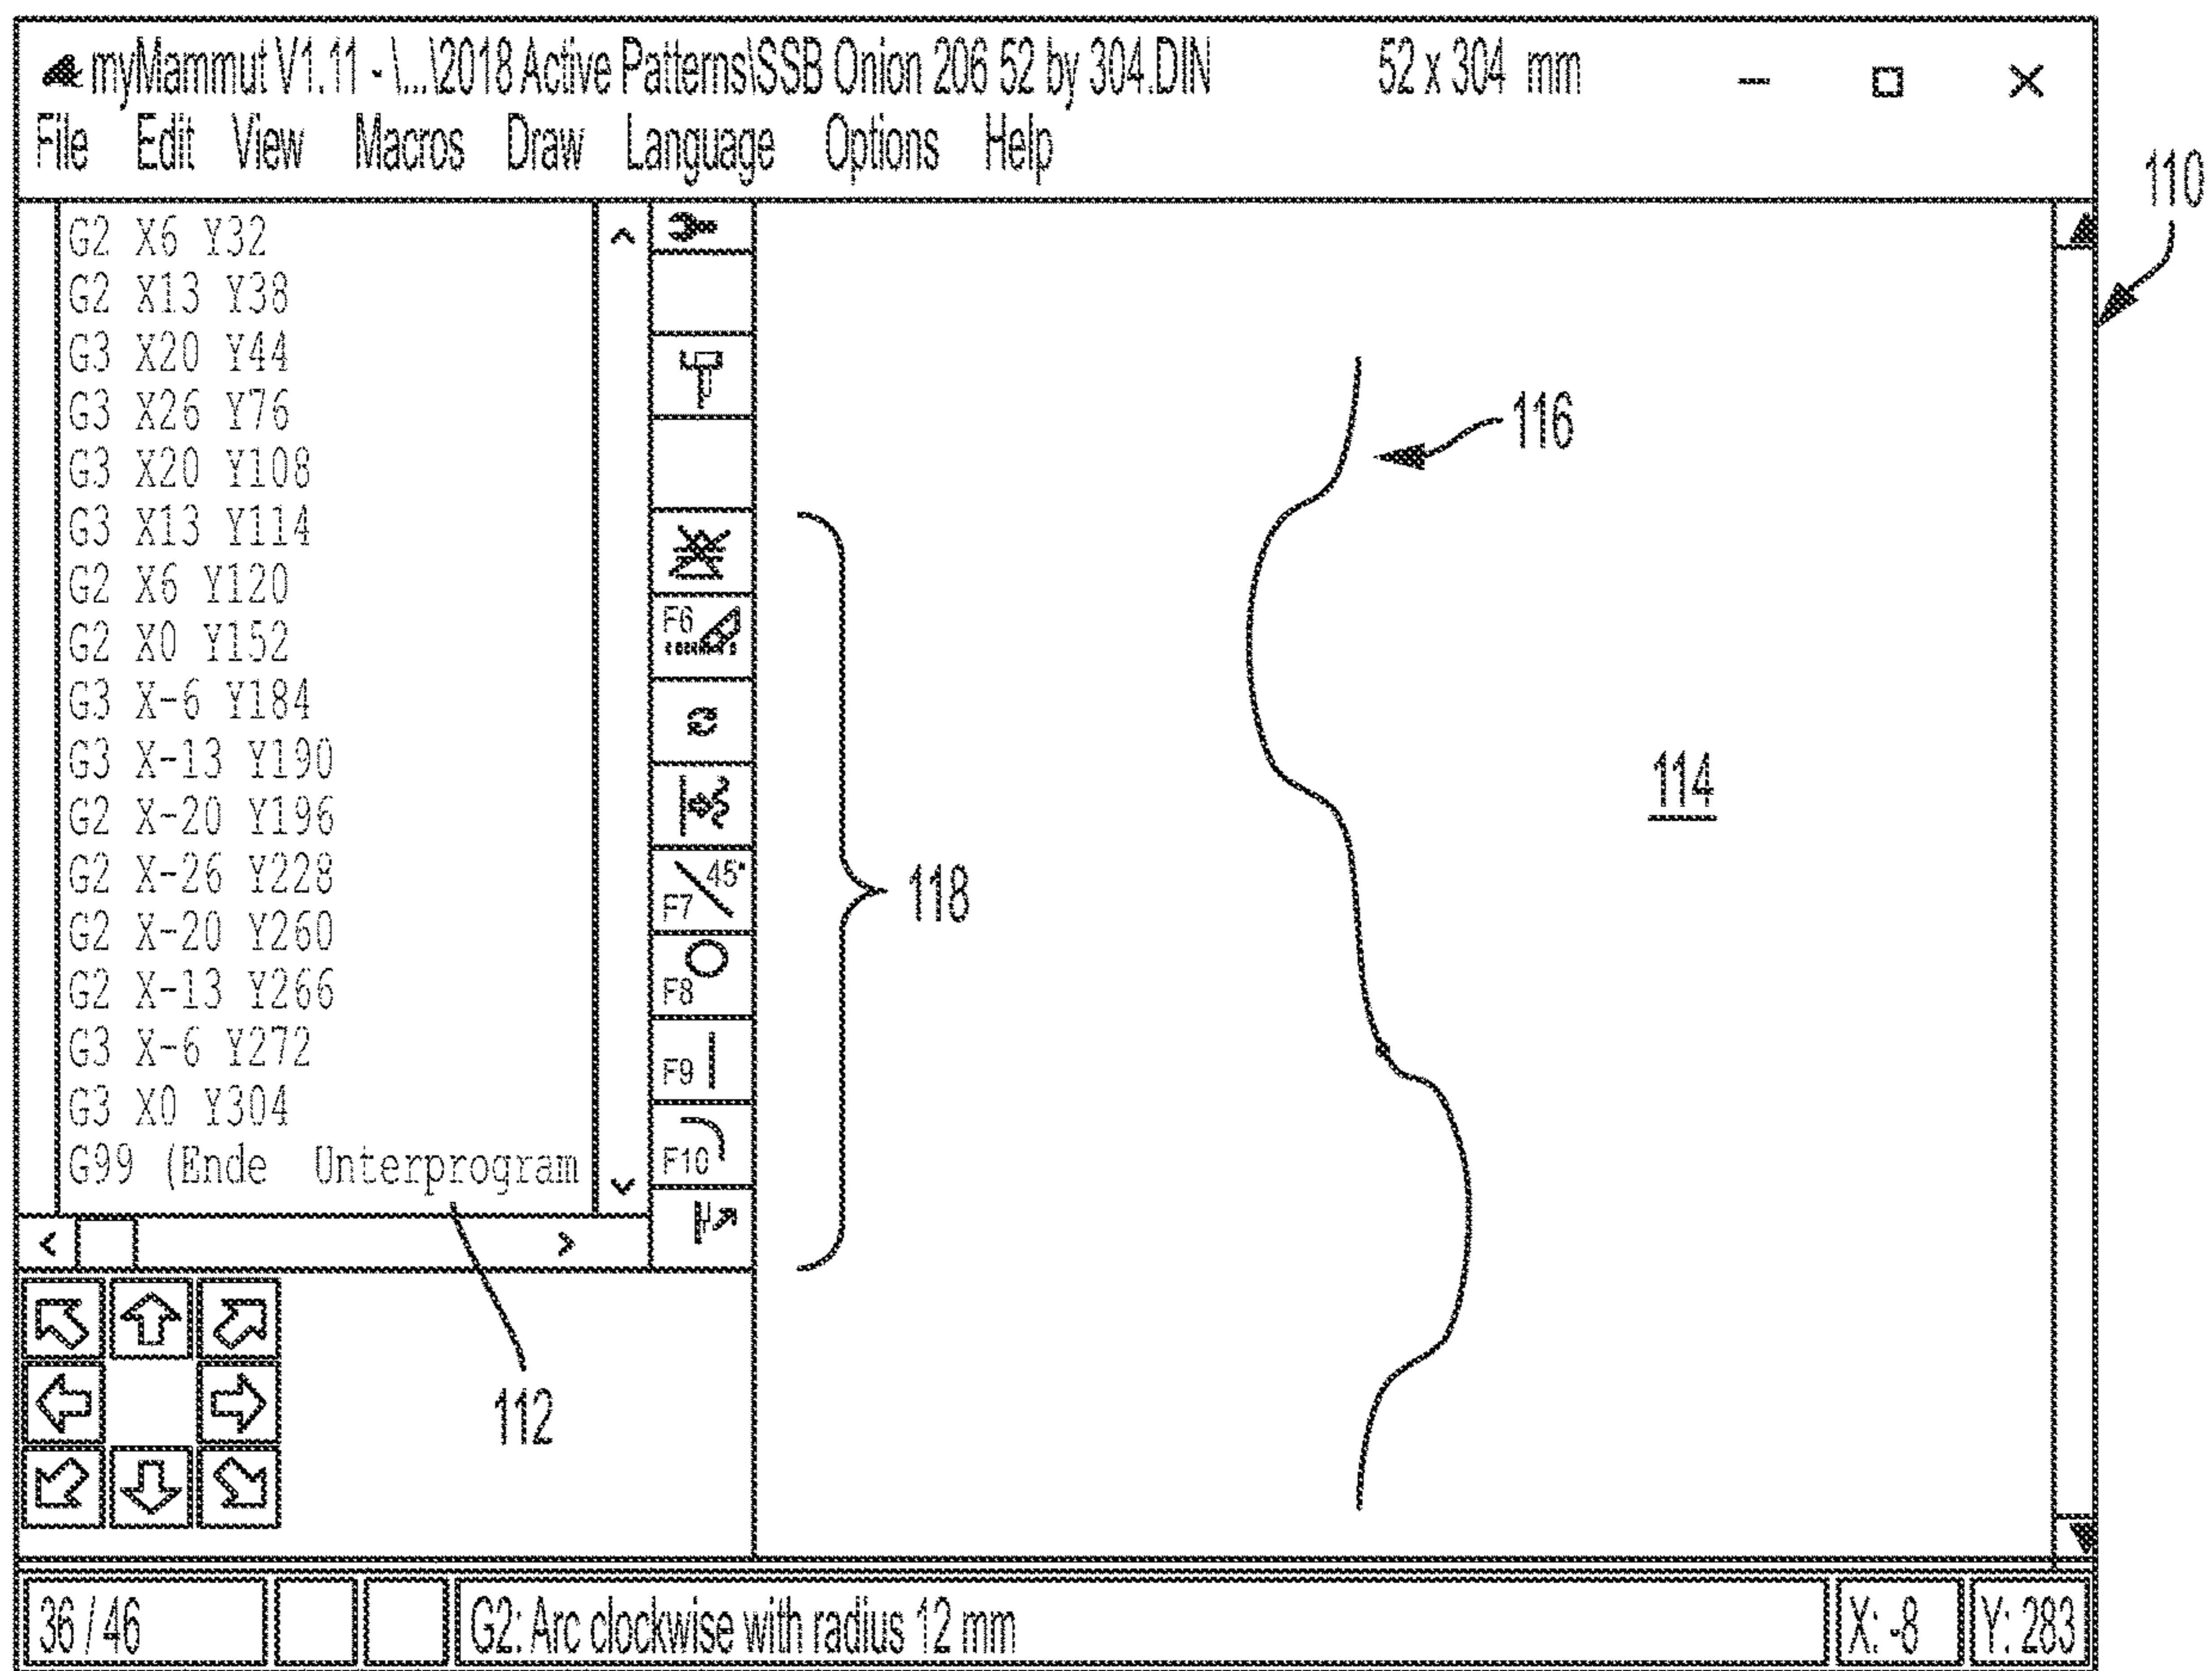 myMammut V1.11 - \...\2018 Active Patterns\SSB Onion 206 52 by 304.DIN 52 x 304 mm
File Edit View Macros Draw Language Options Help
110
G2 X6 Y32
G2 X13 Y38
G3 X20 Y44
G3 X26 Y76
G3 X20 Y108
G3 X13 Y114
G2 X6 Y120
G2 X0 Y152
G3 X-6 Y184
G3 X-13 Y190
G2 X-20 Y196
G2 X-26 Y228
G2 X-20 Y260
G2 X-13 Y266
G3 X-6 Y272
G3 X0 Y304
G99 (Ende Unterprogram
F6
F7 45°
F8
F9
F10
118
116
114
112
36 / 46
G2: Arc clockwise with radius 12 mm
X: -8
Y: 283